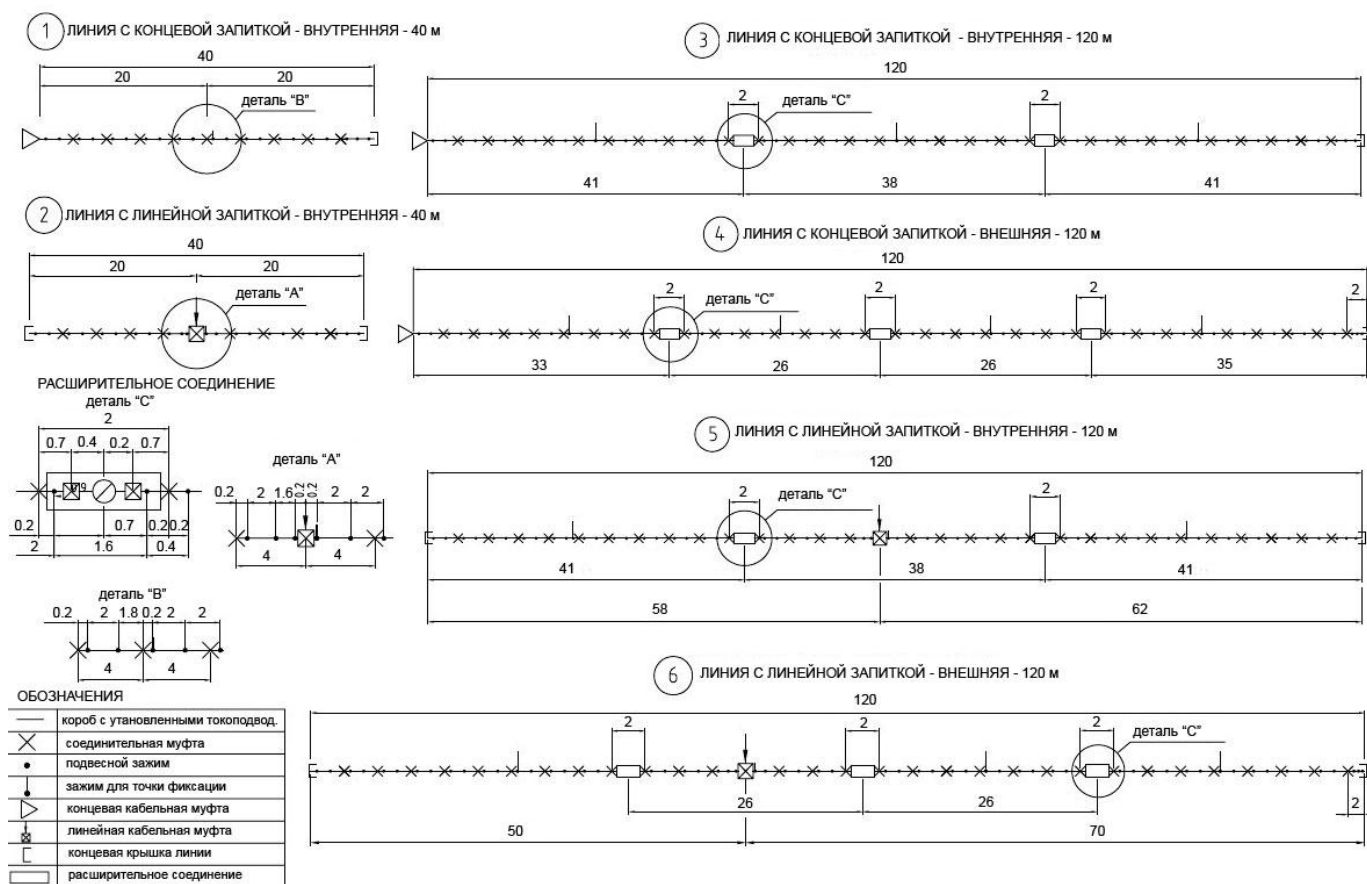 1 ЛИНИЯ С КОНЦЕВОЙ ЗАПИТКОЙ - ВНУТРЕННЯЯ - 40 м
40
20 20
деталь "B"
2 ЛИНИЯ С ЛИНЕЙНОЙ ЗАПИТКОЙ - ВНУТРЕННЯЯ - 40 м
40
20 20
деталь "A"
3 ЛИНИЯ С КОНЦЕВОЙ ЗАПИТКОЙ - ВНУТРЕННЯЯ - 120 м
120
2 деталь "C" 2
41 38 41
4 ЛИНИЯ С КОНЦЕВОЙ ЗАПИТКОЙ - ВНЕШНЯЯ - 120 м
120
2 деталь "C" 2 2 2
33 26 26 35
РАСШИРИТЕЛЬНОЕ СОЕДИНЕНИЕ
деталь "C"
2
0.7 0.4 0.2 0.7
0.2 0.7 0.2 0.2
2 1.6 0.4
деталь "A"
0.2 2 1.6 0.2 0.2 2 2
4 4
деталь "B"
0.2 2 1.8 0.2 2 2
4 4
5 ЛИНИЯ С ЛИНЕЙНОЙ ЗАПИТКОЙ - ВНУТРЕННЯЯ - 120 м
120
2 деталь "C" 2
41 38 41
58 62
6 ЛИНИЯ С ЛИНЕЙНОЙ ЗАПИТКОЙ - ВНЕШНЯЯ - 120 м
120
2 2 2 деталь "C"
26 26 2
50 70
ОБОЗНАЧЕНИЯ
короб с утановленными токоподвод.
соединительная муфта
подвесной зажим
зажим для точки фиксации
концевая кабельная муфта
линейная кабельная муфта
концевая крышка линии
расширительное соединение